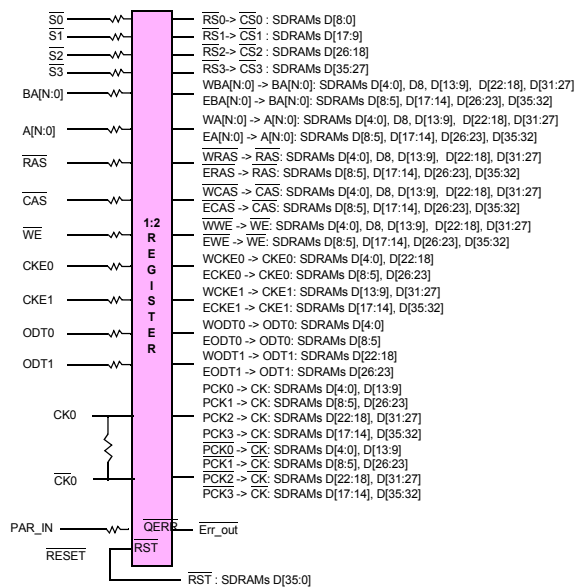 S0 RS0-> CS0 : SDRAMs D[8:0]
S1 RS1-> CS1 : SDRAMs D[17:9]
S2 RS2-> CS2 : SDRAMs D[26:18]
S3 RS3-> CS3 : SDRAMs D[35:27]
BA[N:0] WBA[N:0] -> BA[N:0]: SDRAMs D[4:0], D8, D[13:9], D[22:18], D[31:27]
EBA[N:0] -> BA[N:0]: SDRAMs D[8:5], D[17:14], D[26:23], D[35:32]
A[N:0] WA[N:0] -> A[N:0]: SDRAMs D[4:0], D8, D[13:9], D[22:18], D[31:27]
EA[N:0] -> A[N:0]: SDRAMs D[8:5], D[17:14], D[26:23], D[35:32]
RAS WRAS -> RAS: SDRAMs D[4:0], D8, D[13:9], D[22:18], D[31:27]
ERAS -> RAS: SDRAMs D[8:5], D[17:14], D[26:23], D[35:32]
CAS WCAS -> CAS: SDRAMs D[4:0], D8, D[13:9], D[22:18], D[31:27]
ECAS -> CAS: SDRAMs D[8:5], D[17:14], D[26:23], D[35:32]
WE WWE -> WE: SDRAMs D[4:0], D8, D[13:9], D[22:18], D[31:27]
EWE -> WE: SDRAMs D[8:5], D[17:14], D[26:23], D[35:32]
1:2
REGISTER
CKE0 WCKE0 -> CKE0: SDRAMs D[4:0], D[22:18]
ECKE0 -> CKE0: SDRAMs D[8:5], D[26:23]
CKE1 WCKE1 -> CKE1: SDRAMs D[13:9], D[31:27]
ECKE1 -> CKE1: SDRAMs D[17:14], D[35:32]
ODT0 WODT0 -> ODT0: SDRAMs D[4:0]
EODT0 -> ODT0: SDRAMs D[8:5]
ODT1 WODT1 -> ODT1: SDRAMs D[22:18]
EODT1 -> ODT1: SDRAMs D[26:23]
PCK0 -> CK: SDRAMs D[4:0], D[13:9]
PCK1 -> CK: SDRAMs D[8:5], D[26:23]
CK0 PCK2 -> CK: SDRAMs D[22:18], D[31:27]
PCK3 -> CK: SDRAMs D[17:14], D[35:32]
PCK0 -> CK: SDRAMs D[4:0], D[13:9]
PCK1 -> CK: SDRAMs D[8:5], D[26:23]
CK0 PCK2 -> CK: SDRAMs D[22:18], D[31:27]
PCK3 -> CK: SDRAMs D[17:14], D[35:32]
PAR_IN QERR Err_out
RESET RST
RST : SDRAMs D[35:0]